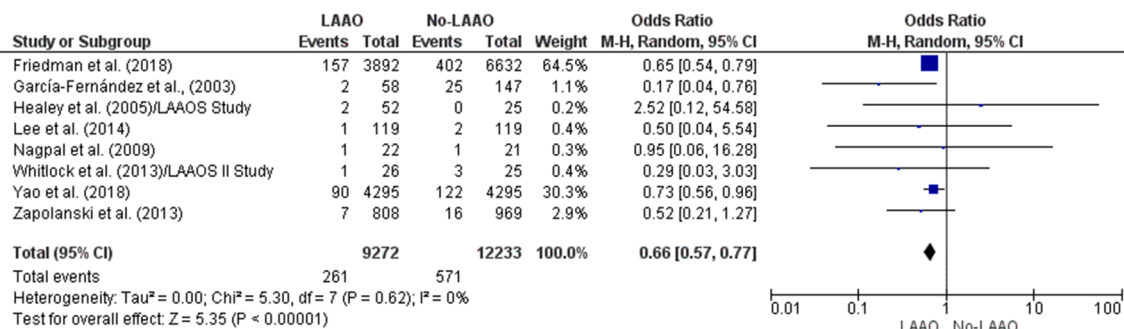 LAAO No-LAAO Odds Ratio Odds Ratio
Study or Subgroup Events Total Events Total Weight M-H, Random, 95% CI M-H, Random, 95% CI
Friedman et al. (2018) 157 3892 402 6632 64.5% 0.65 [0.54, 0.79]
García-Fernández et al., (2003) 2 58 25 147 1.1% 0.17 [0.04, 0.76]
Healey et al. (2005)/LAAOS Study 2 52 0 25 0.2% 2.52 [0.12, 54.58]
Lee et al. (2014) 1 119 2 119 0.4% 0.50 [0.04, 5.54]
Nagpal et al. (2009) 1 22 1 21 0.3% 0.95 [0.06, 16.28]
Whitlock et al. (2013)/LAAOS II Study 1 26 3 25 0.4% 0.29 [0.03, 3.03]
Yao et al. (2018) 90 4295 122 4295 30.3% 0.73 [0.56, 0.96]
Zapolanski et al. (2013) 7 808 16 969 2.9% 0.52 [0.21, 1.27]
Total (95% CI) 9272 12233 100.0% 0.66 [0.57, 0.77]
Total events 261 571
Heterogeneity: Tau² = 0.00; Chi² = 5.30, df = 7 (P = 0.62); I² = 0%
Test for overall effect: Z = 5.35 (P < 0.00001)
0.01 0.1 1 10 100
LAAO No-LAAO